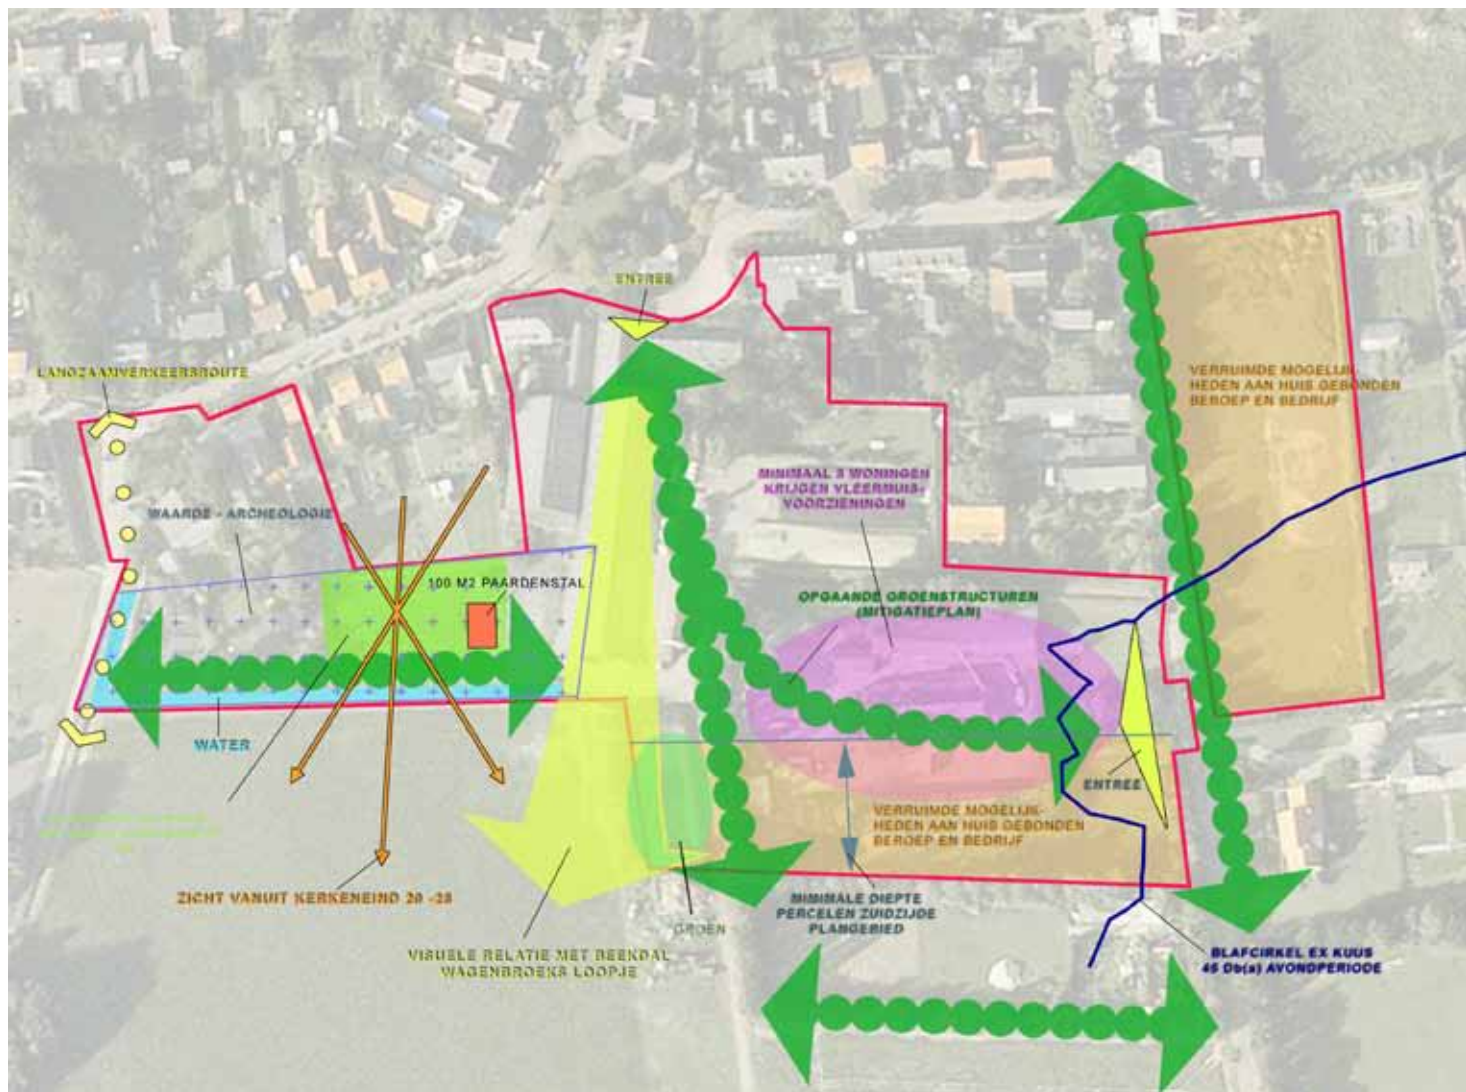 ENTREE
LANGZAAMVERKEERSROUTE
VERRUIMDE MOGELIJK-
HEDEN AAN HUIS GEBONDEN
BEROEP EN BEDRIJF
MINIMAAL 3 WONINGEN
KRIJGEN VLEERMUIS-
VOORZIENINGEN
WAARDE - ARCHEOLOGIE
100 M2 PAARDENSTAL
OPGAANDE GROENSTRUCTUREN
(MITIGATIEPLAN)
WATER
ENTREE
VERRUIMDE MOGELIJK-
HEDEN AAN HUIS GEBONDEN
BEROEP EN BEDRIJF
ZICHT VANUIT KERKENEIND 20 -28
MINIMALE DIEPTE
PERCELEN ZUIDZIJDE
PLANGEBIED
GROEN
VISUELE RELATIE MET BEEKDAL
WAGENBROEKS LOOPJE
BLAFCIRKEL EX KUUS
45 Db(a) AVONDPERIODE